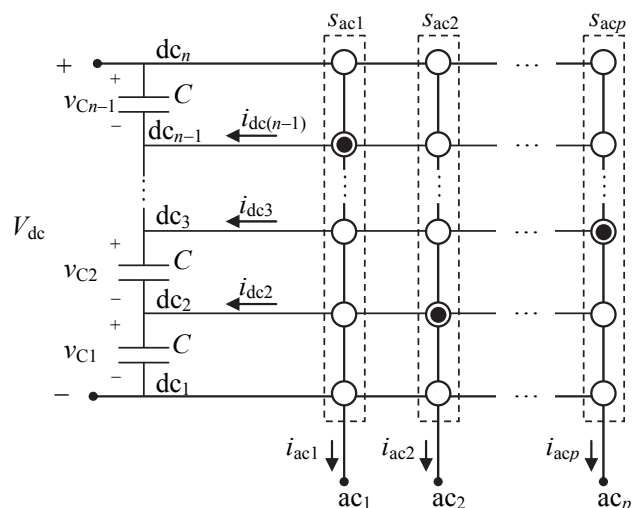 s_ac1 s_ac2 s_acp
+ dc_n
+ v_Cn–1 C
– dc_n–1 i_dc(n–1)
dc_3 i_dc3
V_dc
+ v_C2 C
– dc_2 i_dc2
+ v_C1 C
– – dc_1
i_ac1 i_ac2 i_acp
ac_1 ac_2 ac_p